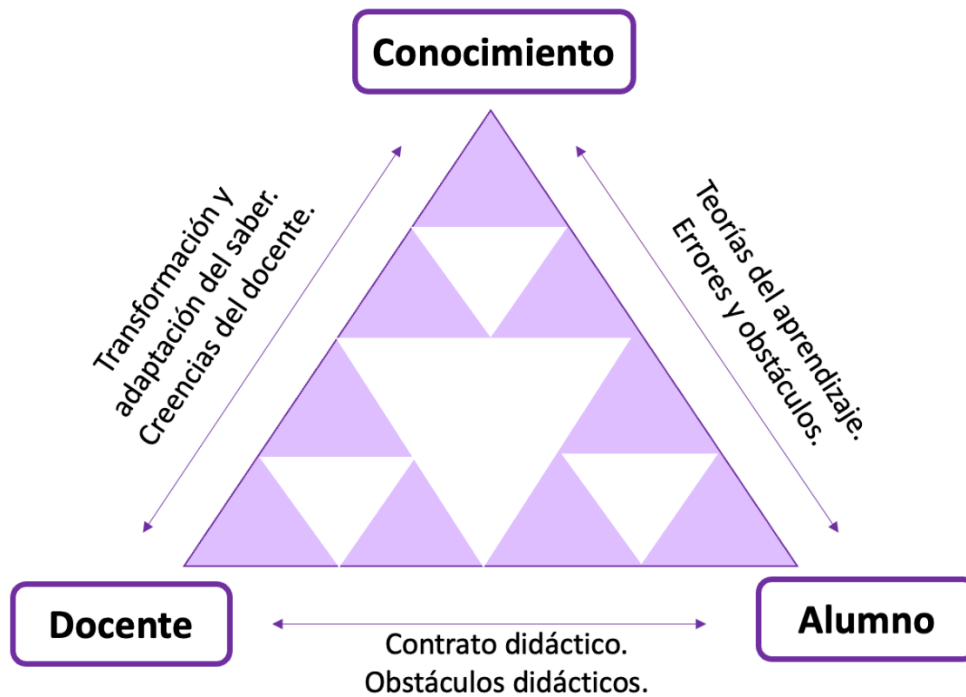 Conocimiento
Transformación y
adaptación del saber.
Creencias del docente.
Teorías del aprendizaje.
Errores y obstáculos.
Docente
Alumno
Contrato didáctico.
Obstáculos didácticos.